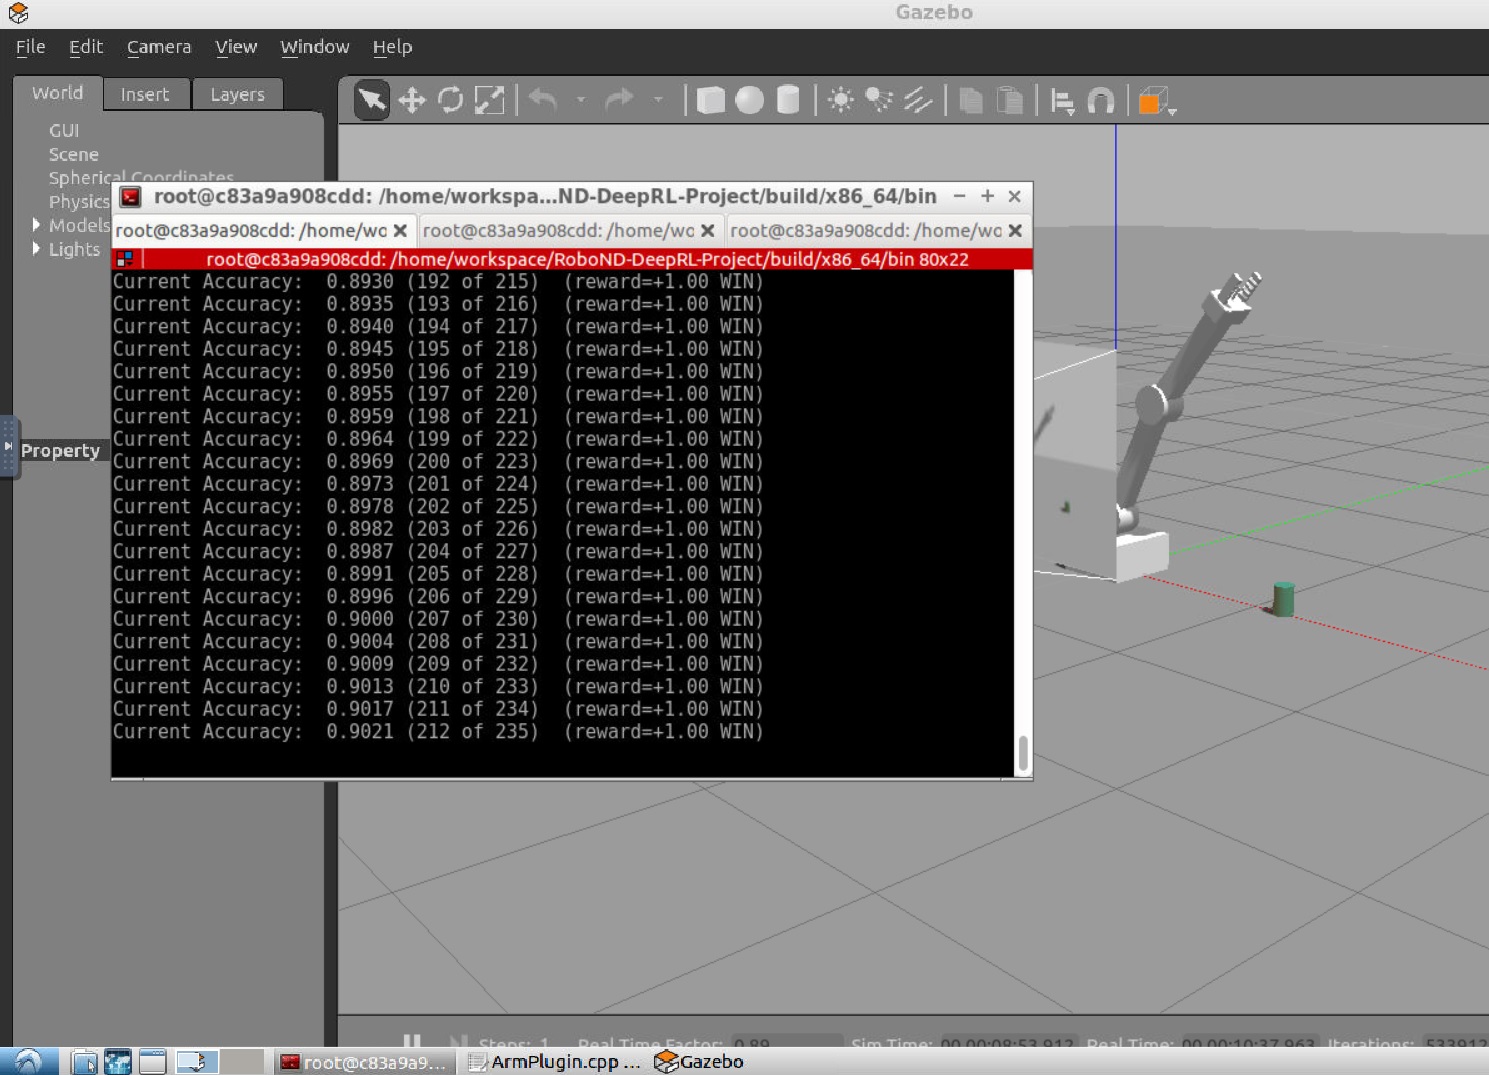 Gazebo
File Edit Camera View Window Help
World Insert Layers
GUI
Scene
Spherical Coordinates
Physics
Models
Lights
Property
root@c83a9a908cdd: /home/workspa...ND-DeepRL-Project/build/x86_64/bin
root@c83a9a908cdd: /home/wo root@c83a9a908cdd: /home/wo root@c83a9a908cdd: /home/wo
root@c83a9a908cdd: /home/workspace/RoboND-DeepRL-Project/build/x86_64/bin 80x22
Current Accuracy: 0.8930 (192 of 215) (reward=+1.00 WIN)
Current Accuracy: 0.8935 (193 of 216) (reward=+1.00 WIN)
Current Accuracy: 0.8940 (194 of 217) (reward=+1.00 WIN)
Current Accuracy: 0.8945 (195 of 218) (reward=+1.00 WIN)
Current Accuracy: 0.8950 (196 of 219) (reward=+1.00 WIN)
Current Accuracy: 0.8955 (197 of 220) (reward=+1.00 WIN)
Current Accuracy: 0.8959 (198 of 221) (reward=+1.00 WIN)
Current Accuracy: 0.8964 (199 of 222) (reward=+1.00 WIN)
Current Accuracy: 0.8969 (200 of 223) (reward=+1.00 WIN)
Current Accuracy: 0.8973 (201 of 224) (reward=+1.00 WIN)
Current Accuracy: 0.8978 (202 of 225) (reward=+1.00 WIN)
Current Accuracy: 0.8982 (203 of 226) (reward=+1.00 WIN)
Current Accuracy: 0.8987 (204 of 227) (reward=+1.00 WIN)
Current Accuracy: 0.8991 (205 of 228) (reward=+1.00 WIN)
Current Accuracy: 0.8996 (206 of 229) (reward=+1.00 WIN)
Current Accuracy: 0.9000 (207 of 230) (reward=+1.00 WIN)
Current Accuracy: 0.9004 (208 of 231) (reward=+1.00 WIN)
Current Accuracy: 0.9009 (209 of 232) (reward=+1.00 WIN)
Current Accuracy: 0.9013 (210 of 233) (reward=+1.00 WIN)
Current Accuracy: 0.9017 (211 of 234) (reward=+1.00 WIN)
Current Accuracy: 0.9021 (212 of 235) (reward=+1.00 WIN)
Steps: 1 Real Time Factor: 0.89 Sim Time: 00 00:08:53.912 Real Time: 00 00:10:37.963 Iterations: 533912
root@c83a9a9... ArmPlugin.cpp ... Gazebo